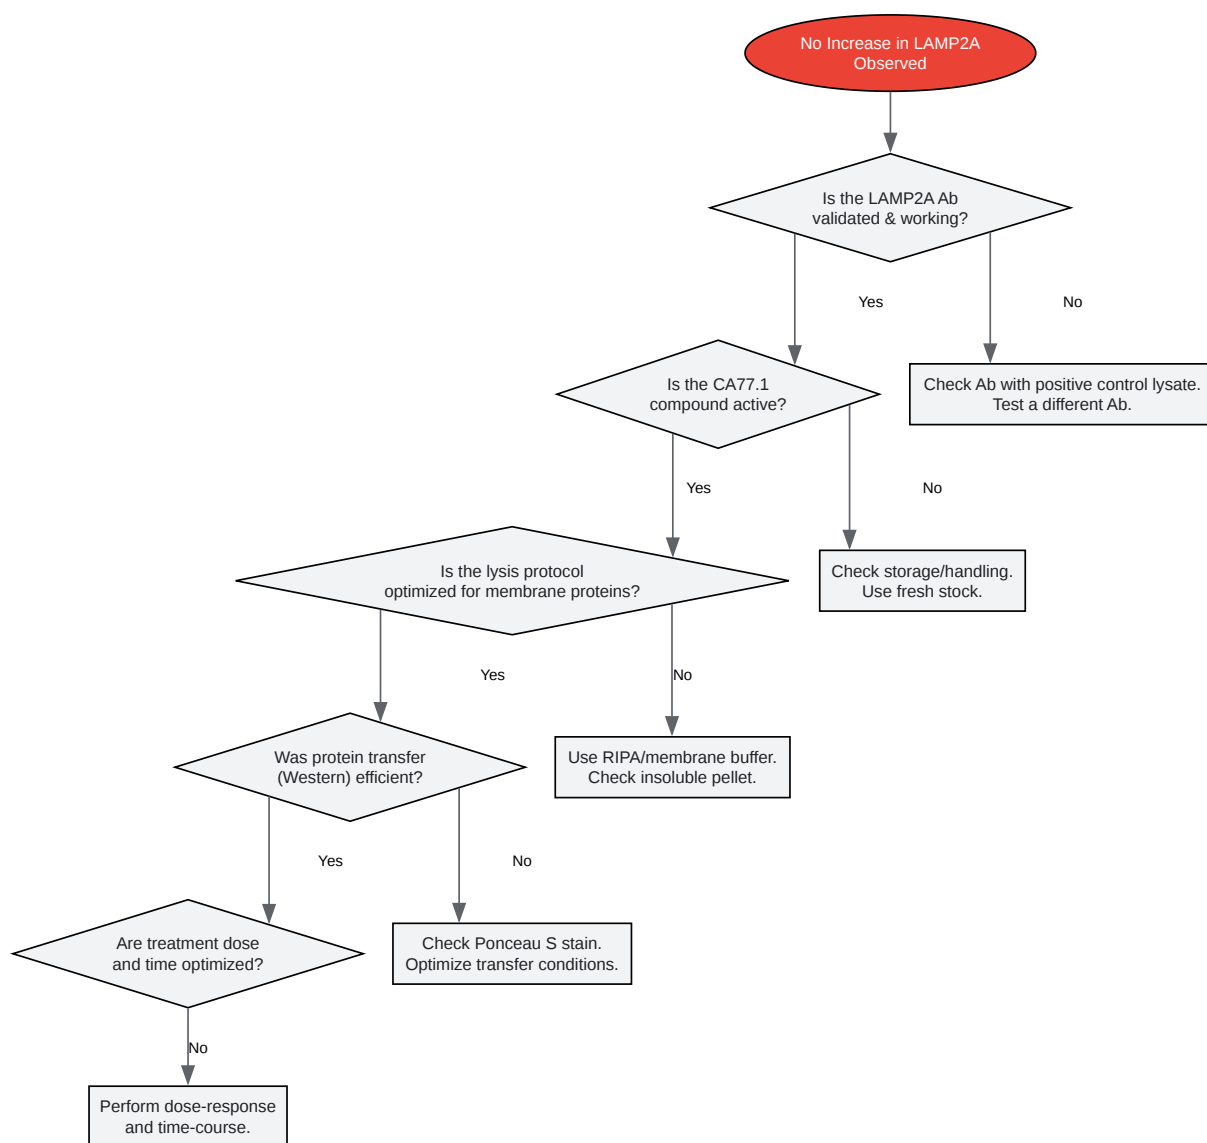 No Increase in LAMP2A
Observed
Is the LAMP2A Ab
validated & working?
Yes
No
Is the CA77.1
compound active?
Check Ab with positive control lysate.
Test a different Ab.
Yes
No
Is the lysis protocol
optimized for membrane proteins?
Check storage/handling.
Use fresh stock.
Yes
No
Was protein transfer
(Western) efficient?
Use RIPA/membrane buffer.
Check insoluble pellet.
Yes
No
Are treatment dose
and time optimized?
Check Ponceau S stain.
Optimize transfer conditions.
No
Perform dose-response
and time-course.